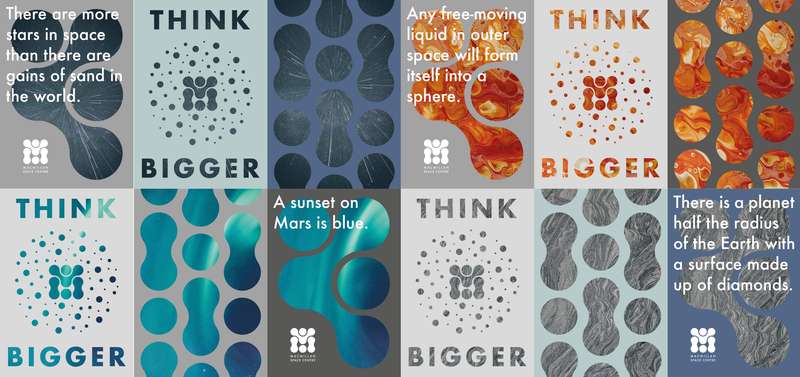 There are more
stars in space
than there are
gains of sand in
the world.
MACMILLAN
SPACE CENTRE
THINK
BIGGER
Any free-moving
liquid in outer
space will form
itself into a
sphere.
MACMILLAN
SPACE CENTRE
THINK
BIGGER
THINK
BIGGER
A sunset on
Mars is blue.
MACMILLAN
SPACE CENTRE
THINK
BIGGER
There is a planet
half the radius
of the Earth with
a surface made
up of diamonds.
MACMILLAN
SPACE CENTRE